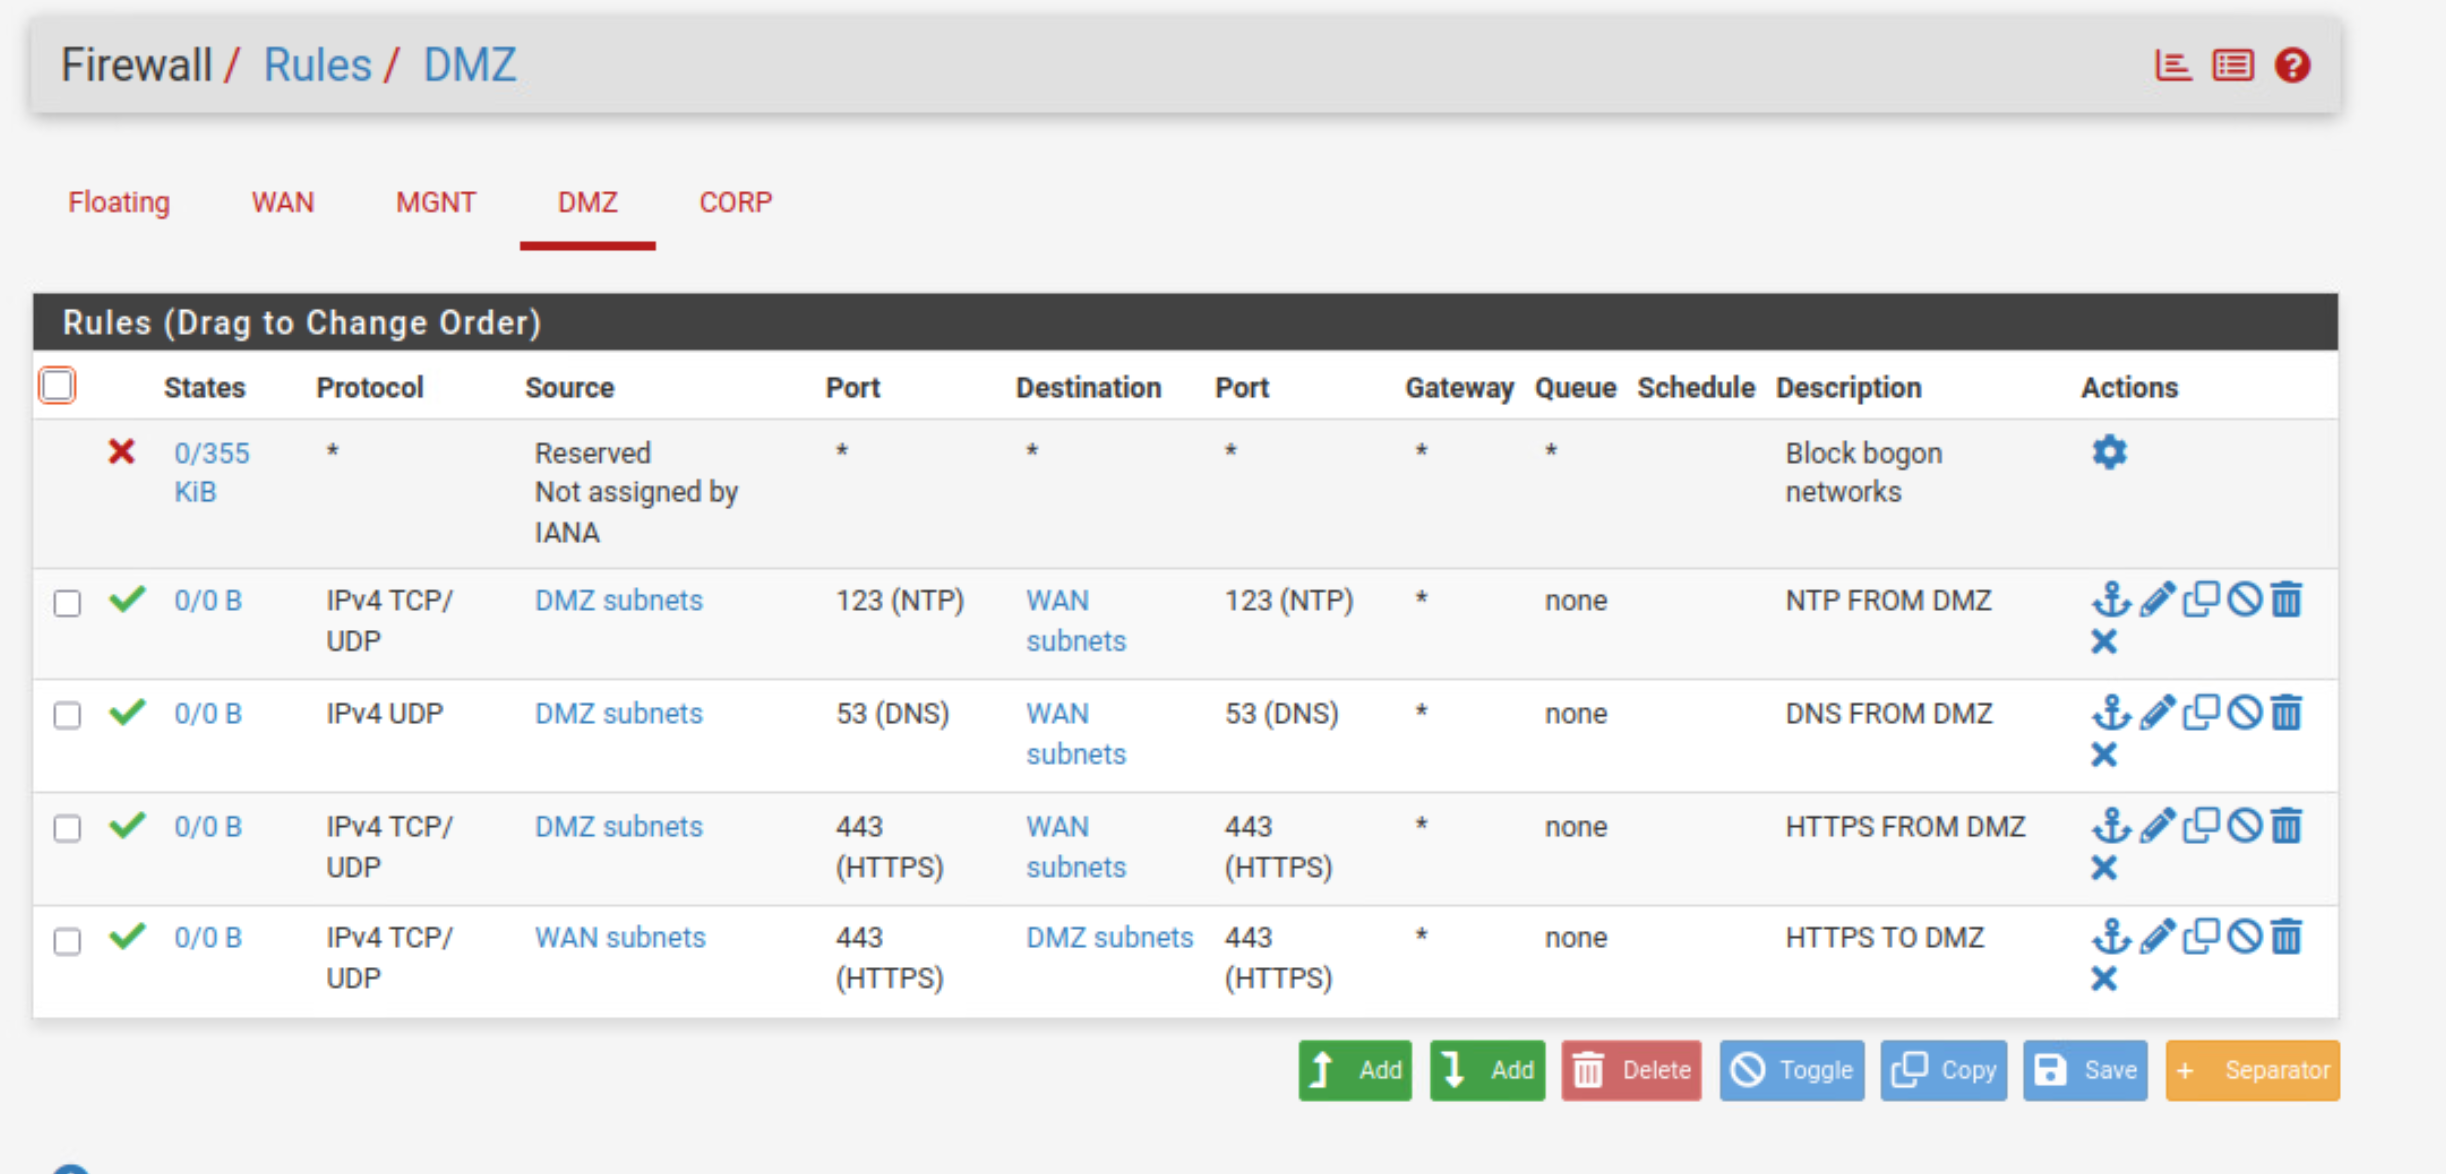 Firewall / Rules / DMZ
Floating WAN MGNT DMZ CORP
Rules (Drag to Change Order)
States Protocol Source Port Destination Port Gateway Queue Schedule Description Actions
0/355 * Reserved * * * * * Block bogon
KiB Not assigned by networks
IANA
0/0 B IPv4 TCP/ DMZ subnets 123 (NTP) WAN 123 (NTP) * none NTP FROM DMZ
UDP subnets
0/0 B IPv4 UDP DMZ subnets 53 (DNS) WAN 53 (DNS) * none DNS FROM DMZ
subnets
0/0 B IPv4 TCP/ DMZ subnets 443 WAN 443 * none HTTPS FROM DMZ
UDP (HTTPS) subnets (HTTPS)
0/0 B IPv4 TCP/ WAN subnets 443 DMZ subnets 443 * none HTTPS TO DMZ
UDP (HTTPS) (HTTPS)
Add Add Delete Toggle Copy Save + Separator